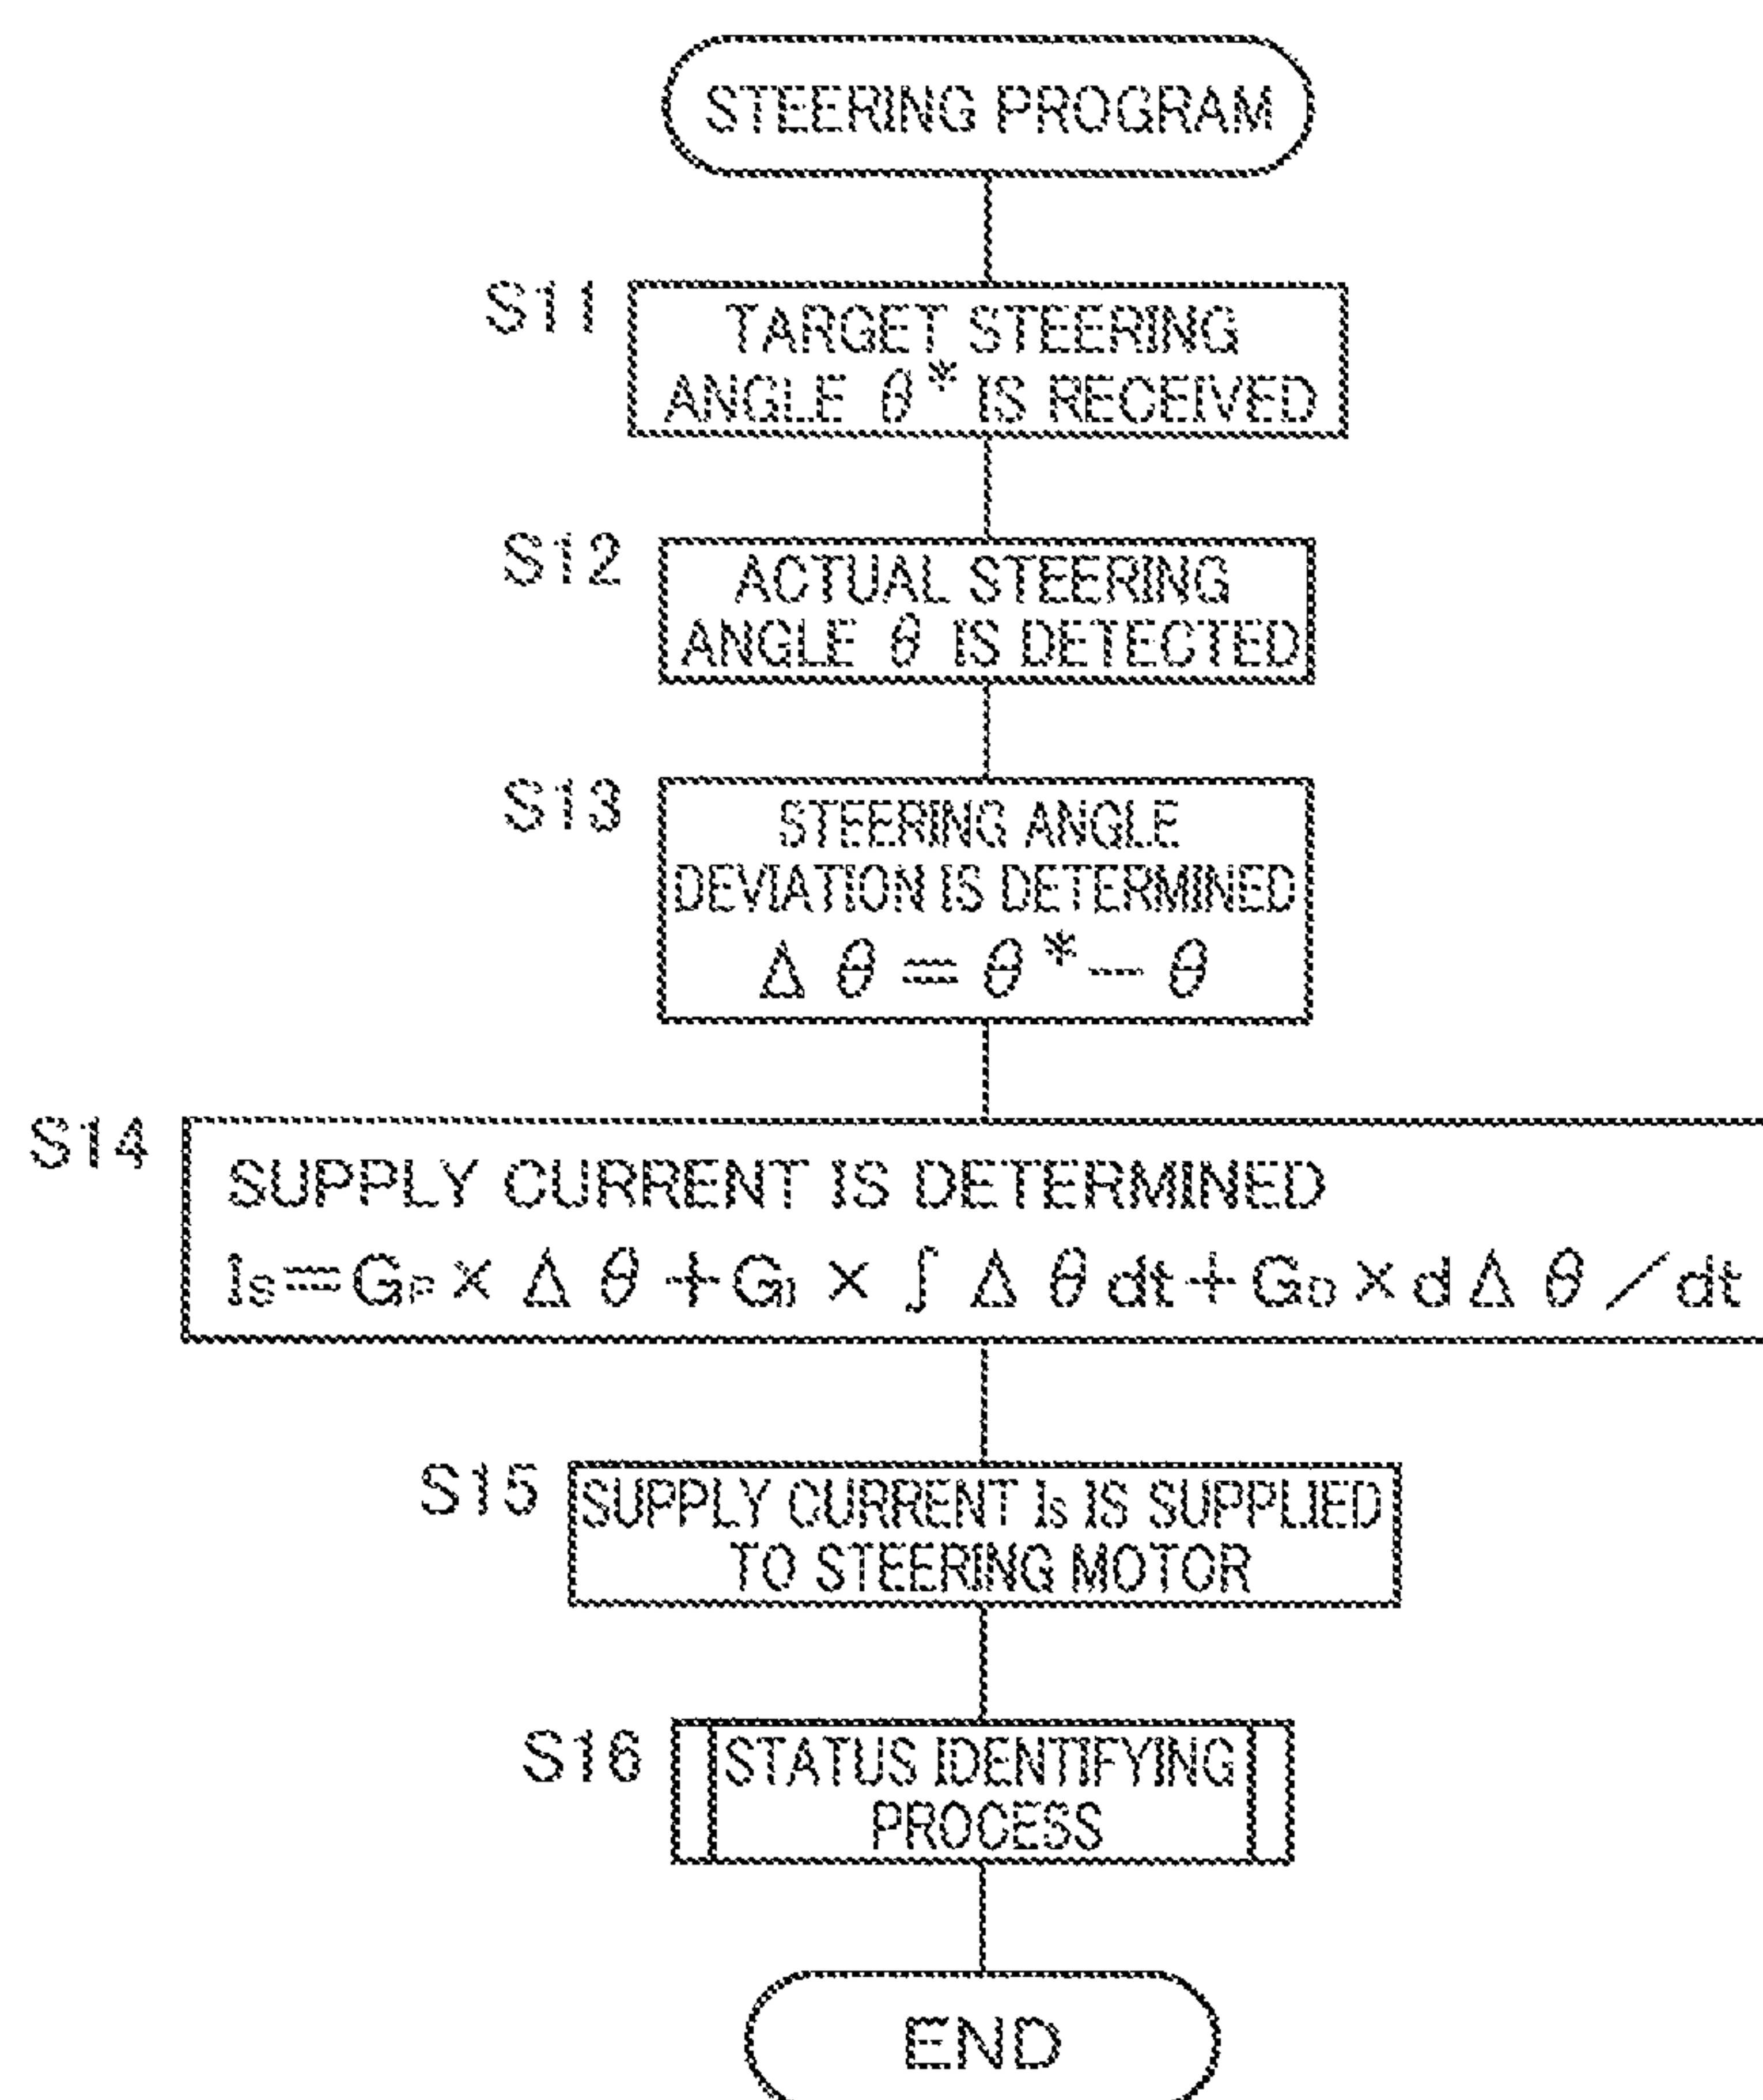 STEERING PROGRAM
S11
TARGET STEERING
ANGLE θ* IS RECEIVED
S12
ACTUAL STEERING
ANGLE θ IS DETECTED
S13
STEERING ANGLE
DEVIATION IS DETERMINED
Δθ=θ*-θ
S14
SUPPLY CURRENT IS DETERMINED
Is=GP×Δθ+GI×∫Δθdt+GD×dΔθ/dt
S15
SUPPLY CURRENT Is IS SUPPLIED
TO STEERING MOTOR
S16
STATUS IDENTIFYING
PROCESS
END